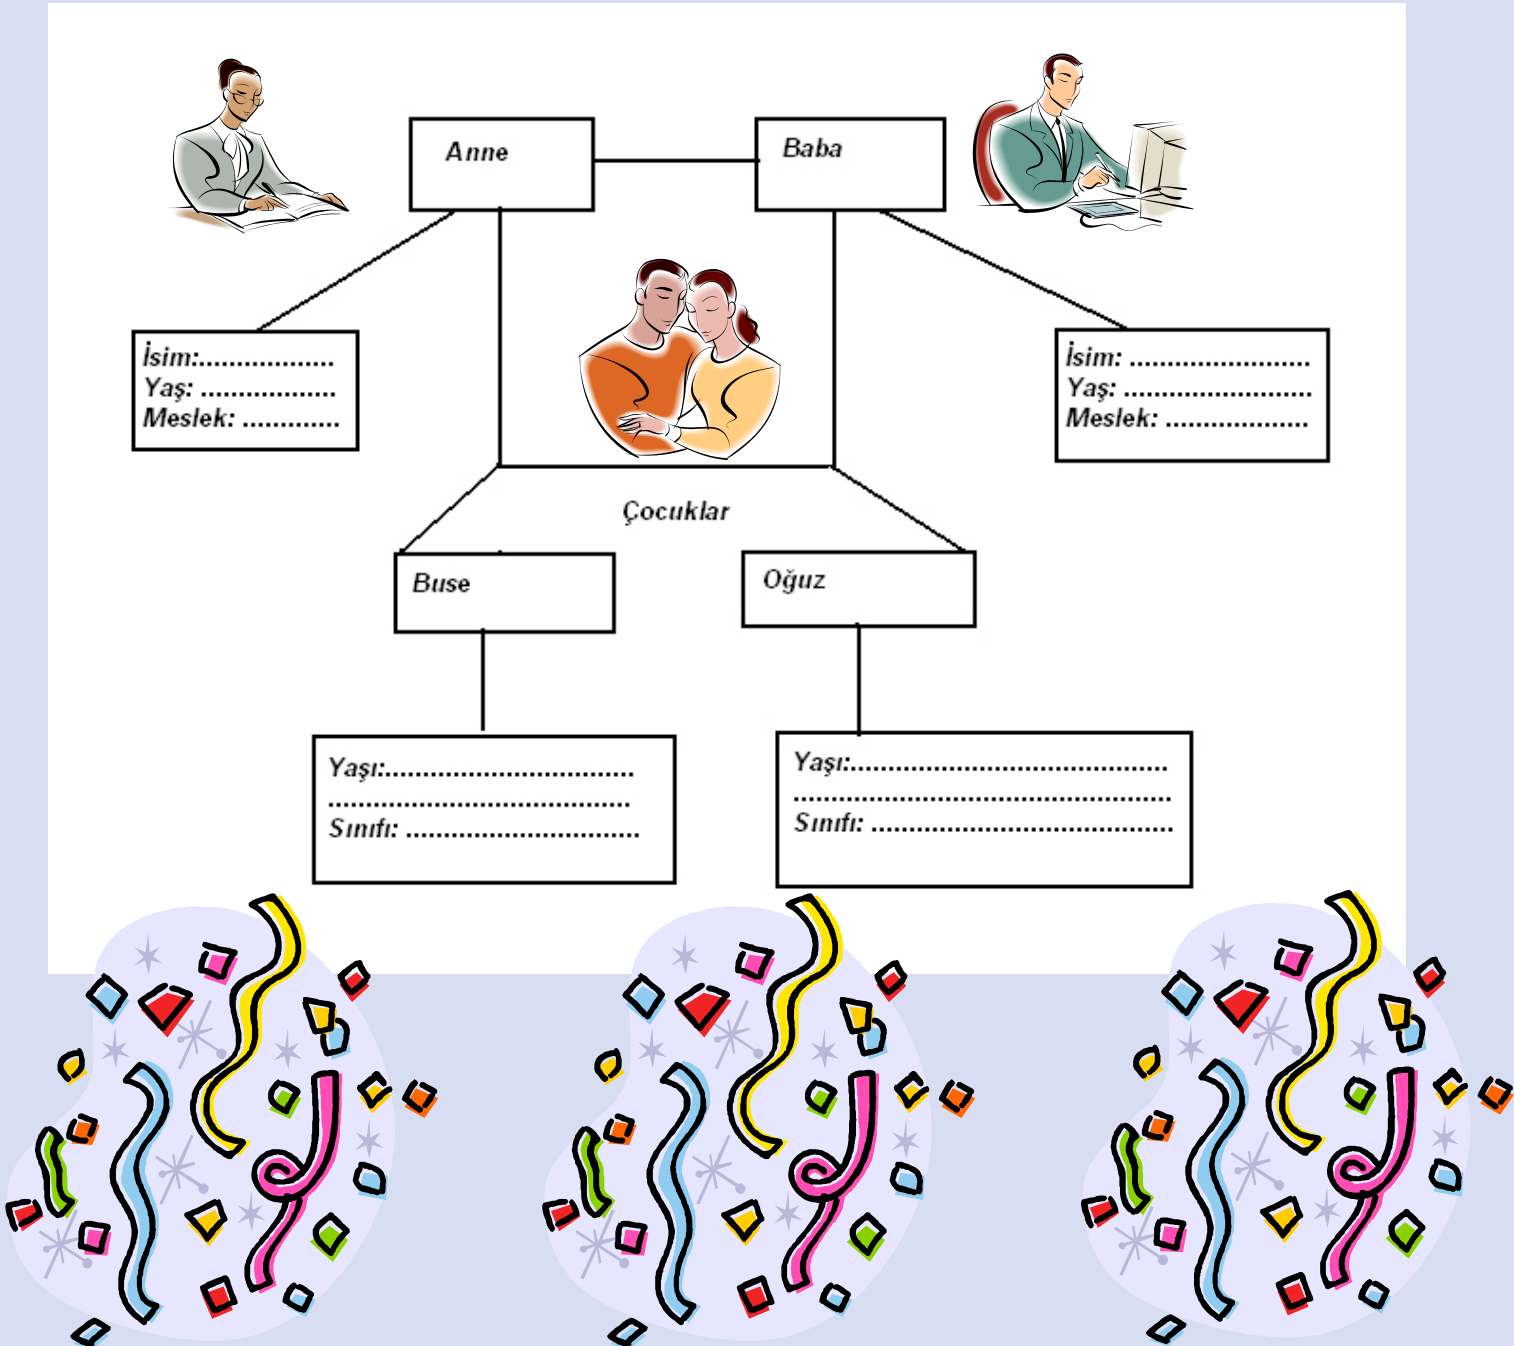 Anne
Baba
İsim:..................
Yaş: ..................
Meslek: .............
İsim: ........................
Yaş: .........................
Meslek: ...................
Çocuklar
Buse
Oğuz
Yaşı:.................................
........................................
Sınıfı: ...............................
Yaşı:..........................................
..................................................
Sınıfı: ........................................